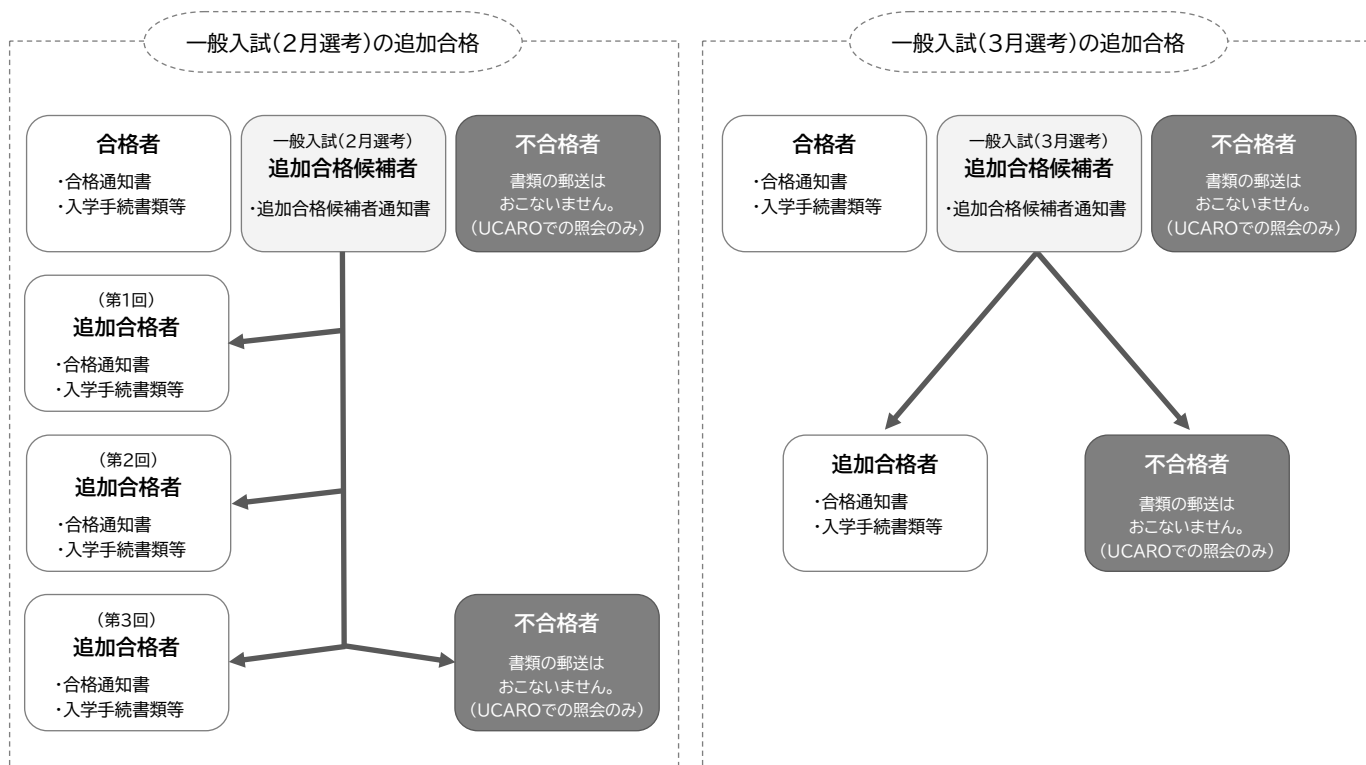 一般入試(2月選考)の追加合格
合格者
・合格通知書
・入学手続書類等
一般入試(2月選考)
追加合格候補者
・追加合格候補者通知書
不合格者
書類の郵送は
おこないません。
(UCAROでの照会のみ)
(第1回)
追加合格者
・合格通知書
・入学手続書類等
(第2回)
追加合格者
・合格通知書
・入学手続書類等
(第3回)
追加合格者
・合格通知書
・入学手続書類等
不合格者
書類の郵送は
おこないません。
(UCAROでの照会のみ)
一般入試(3月選考)の追加合格
合格者
・合格通知書
・入学手続書類等
一般入試(3月選考)
追加合格候補者
・追加合格候補者通知書
不合格者
書類の郵送は
おこないません。
(UCAROでの照会のみ)
追加合格者
・合格通知書
・入学手続書類等
不合格者
書類の郵送は
おこないません。
(UCAROでの照会のみ)